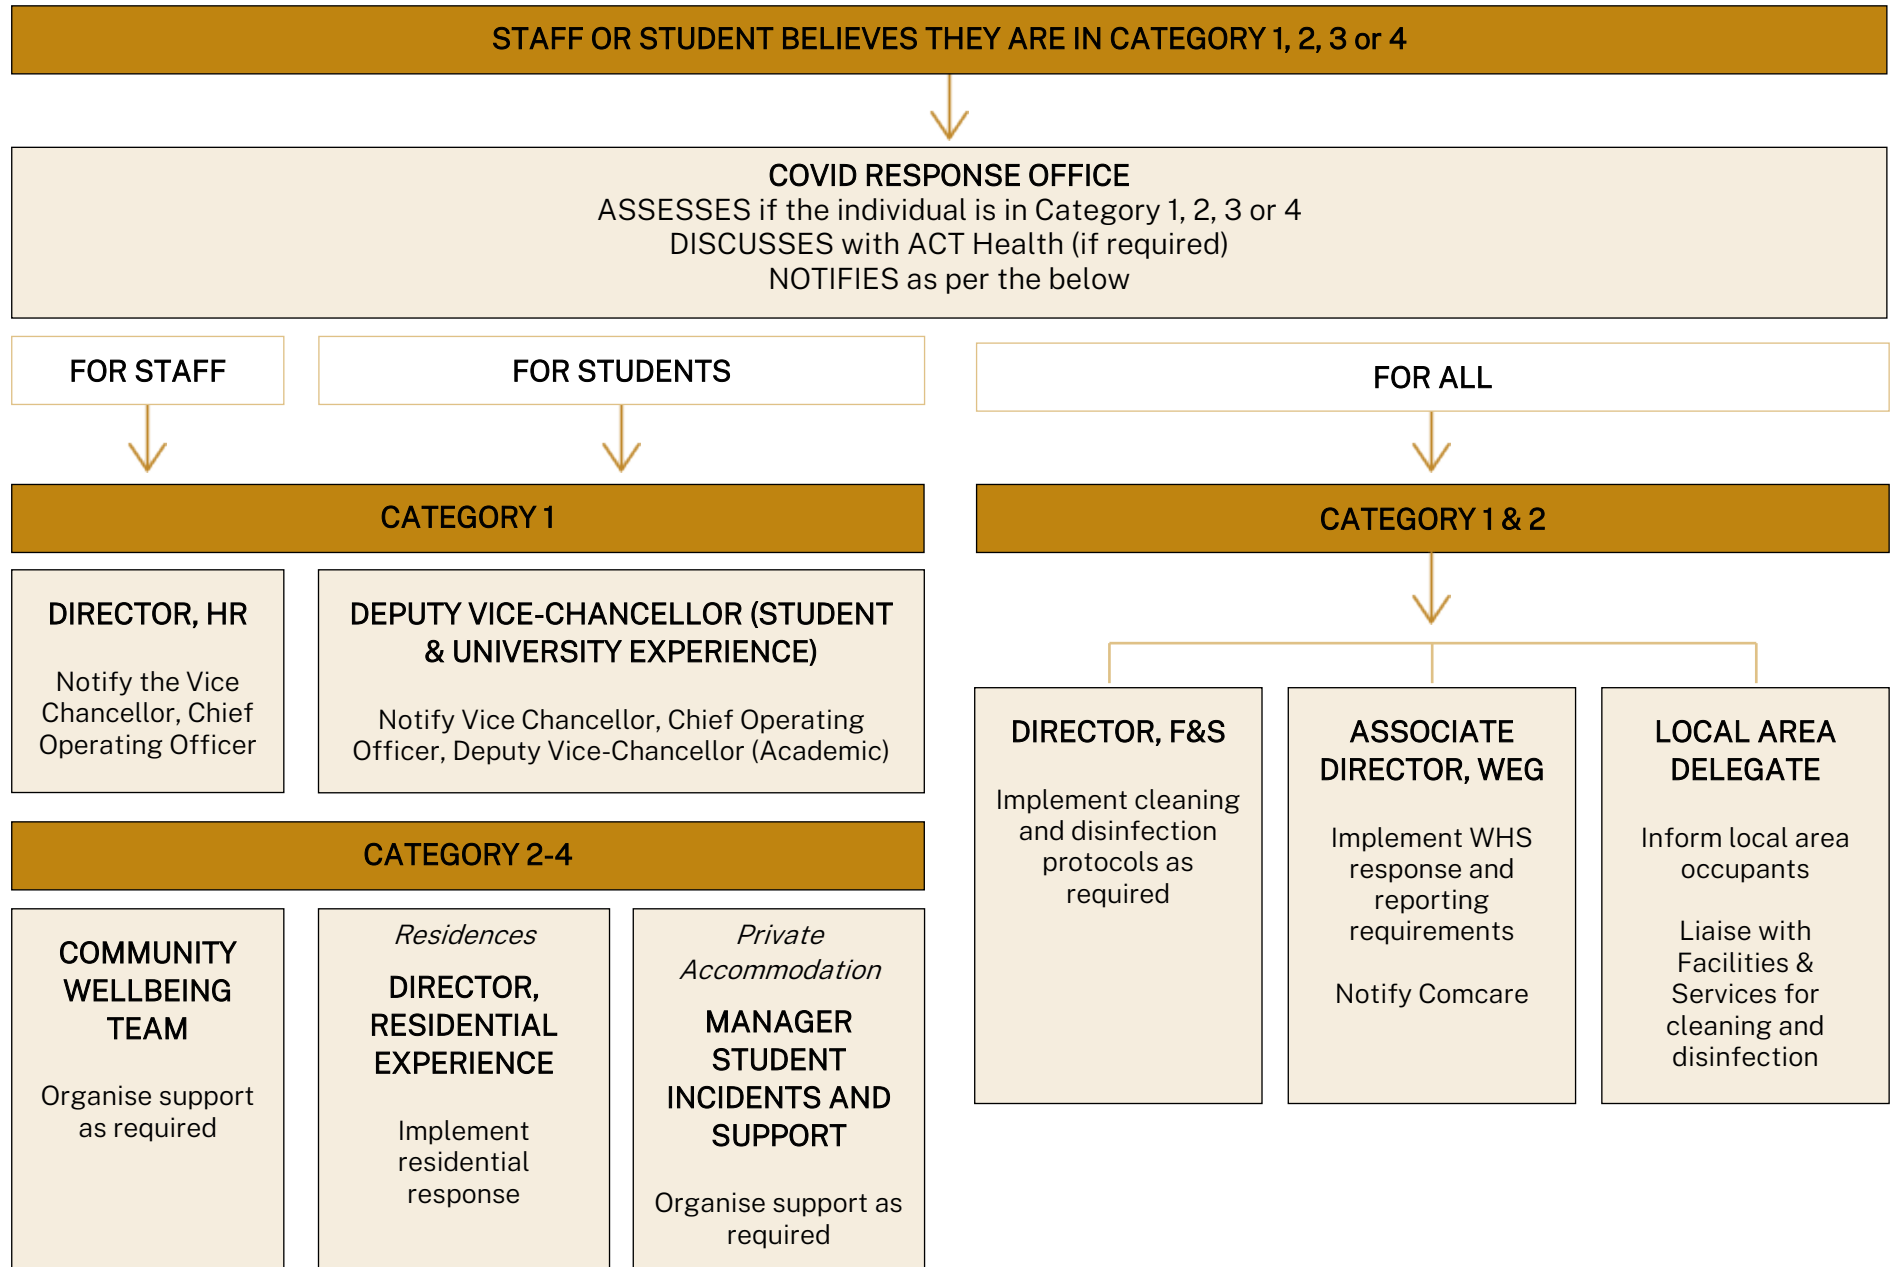 STAFF OR STUDENT BELIEVES THEY ARE IN CATEGORY 1, 2, 3 or 4
COVID RESPONSE OFFICE
ASSESSES if the individual is in Category 1, 2, 3 or 4
DISCUSSES with ACT Health (if required)
NOTIFIES as per the below
FOR STAFF
FOR STUDENTS
FOR ALL
CATEGORY 1
DIRECTOR, HR
Notify the Vice
Chancellor, Chief
Operating Officer
DEPUTY VICE-CHANCELLOR (STUDENT
& UNIVERSITY EXPERIENCE)
Notify Vice Chancellor, Chief Operating
Officer, Deputy Vice-Chancellor (Academic)
CATEGORY 2-4
COMMUNITY
WELLBEING
TEAM
Organise support
as required
Residences
DIRECTOR,
RESIDENTIAL
EXPERIENCE
Implement
residential
response
Private
Accommodation
MANAGER
STUDENT
INCIDENTS AND
SUPPORT
Organise support as
required
CATEGORY 1 & 2
DIRECTOR, F&S
Implement cleaning
and disinfection
protocols as
required
ASSOCIATE
DIRECTOR, WEG
Implement WHS
response and
reporting
requirements
Notify Comcare
LOCAL AREA
DELEGATE
Inform local area
occupants
Liaise with
Facilities &
Services for
cleaning and
disinfection